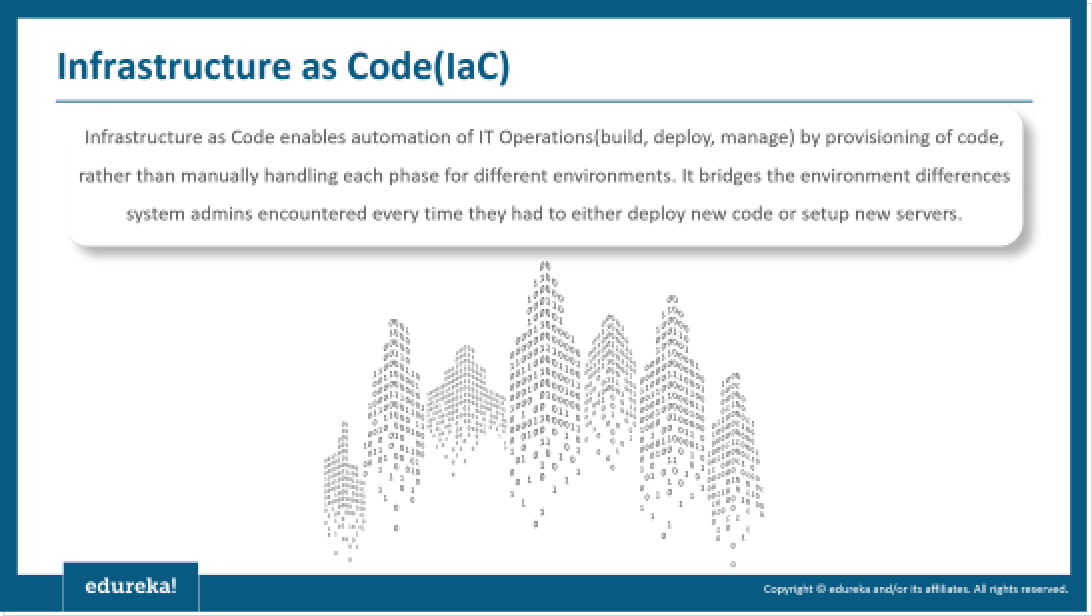 Infrastructure as Code(IaC)
Infrastructure as Code enables automation of IT Operations(build, deploy, manage) by provisioning of code,
rather than manually handling each phase for different environments. It bridges the environment differences
system admins encountered every time they had to either deploy new code or setup new servers.
edureka!
Copyright © edureka and/or its affiliates. All rights reserved.